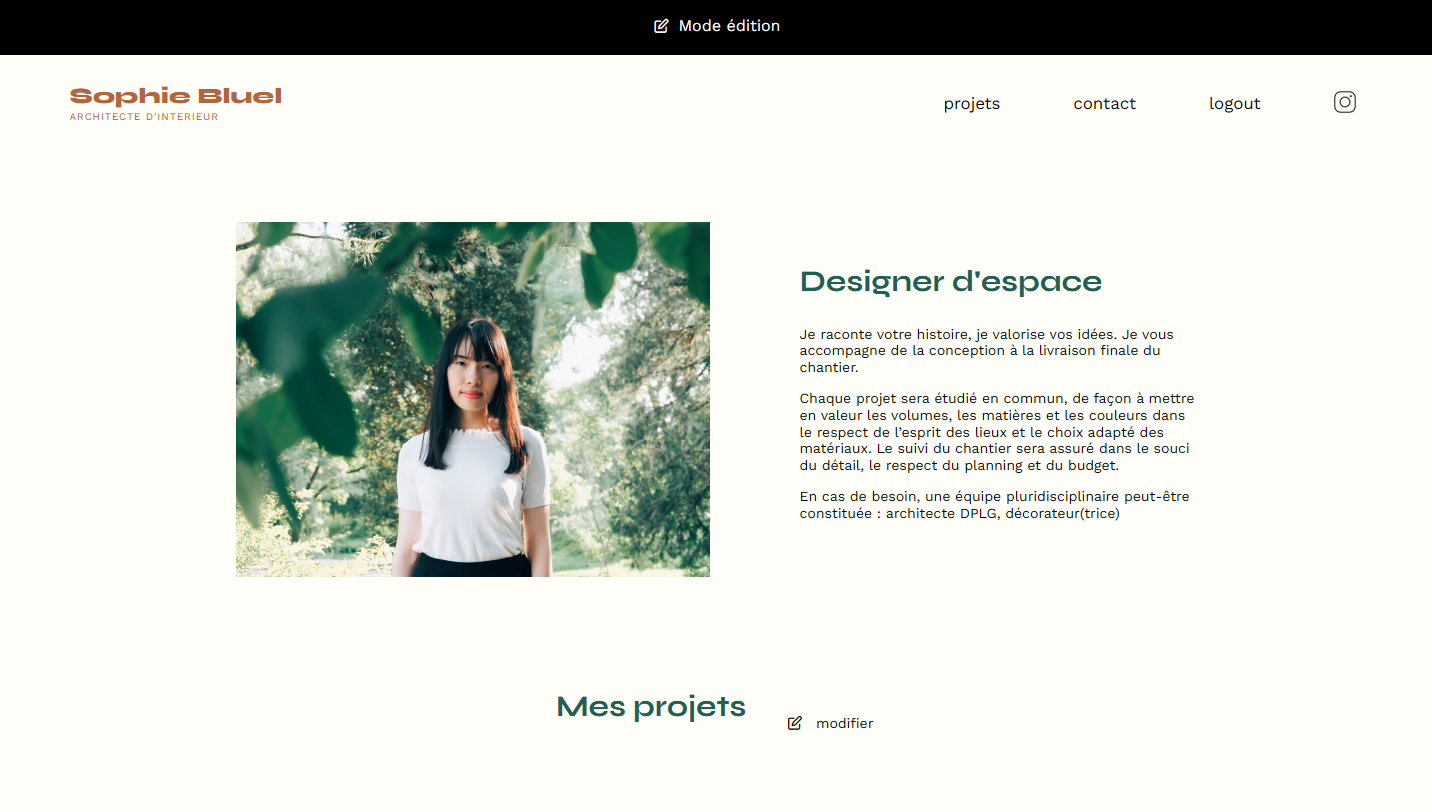 Mode édition
Sophie Bluel
ARCHITECTE D'INTERIEUR
projets
contact
logout
Designer d'espace
Je raconte votre histoire, je valorise vos idées. Je vous
accompagne de la conception à la livraison finale du
chantier.
Chaque projet sera étudié en commun, de façon à mettre
en valeur les volumes, les matières et les couleurs dans
le respect de l’esprit des lieux et le choix adapté des
matériaux. Le suivi du chantier sera assuré dans le souci
du détail, le respect du planning et du budget.
En cas de besoin, une équipe pluridisciplinaire peut-être
constituée : architecte DPLG, décorateur(trice)
Mes projets
modifier